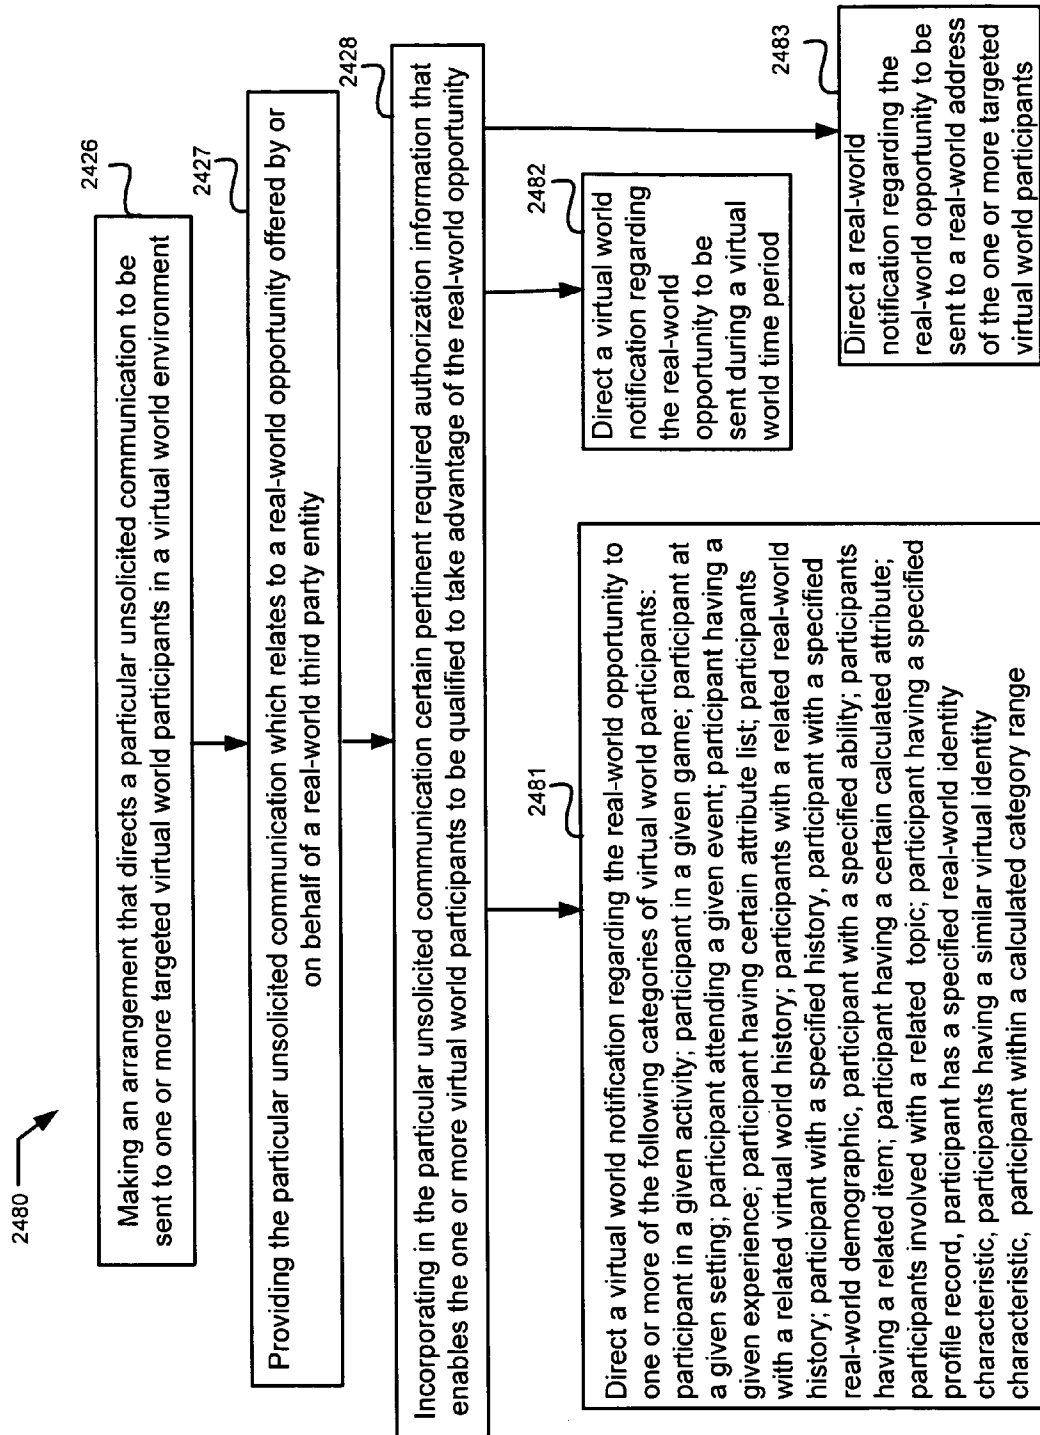 2480
2426
Making an arrangement that directs a particular unsolicited communication to be
sent to one or more targeted virtual world participants in a virtual world environment
2427
Providing the particular unsolicited communication which relates to a real-world opportunity offered by or
on behalf of a real-world third party entity
2428
Incorporating in the particular unsolicited communication certain pertinent required authorization information that
enables the one or more virtual world participants to be qualified to take advantage of the real-world opportunity
2481
Direct a virtual world notification regarding the real-world opportunity to
one or more of the following categories of virtual world participants:
participant in a given activity; participant in a given game; participant at
a given setting; participant attending a given event; participant having a
given experience; participant having certain attribute list; participants
with a related virtual world history; participants with a related real-world
history; participant with a specified history, participant with a specified
real-world demographic, participant with a specified ability; participants
having a related item; participant having a certain calculated attribute;
participants involved with a related topic; participant having a specified
profile record, participant has a specified real-world identity
characteristic, participants having a similar virtual identity
characteristic, participant within a calculated category range
2482
Direct a virtual world
notification regarding
the real-world
opportunity to be
sent during a virtual
world time period
2483
Direct a real-world
notification regarding the
real-world opportunity to be
sent to a real-world address
of the one or more targeted
virtual world participants